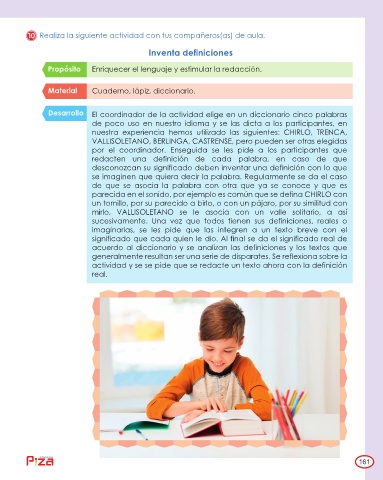 10 Realiza la siguiente actividad con tus compañeros(as) de aula.
Inventa definiciones
Propósito Enriquecer el lenguaje y estimular la redacción.
Material Cuaderno, lápiz, diccionario.
Desarrollo El coordinador de la actividad elige en un diccionario cinco palabras
de poco uso en nuestro idioma y se las dicta a los participantes, en
nuestra experiencia hemos utilizado las siguientes: CHIRLO, TRENCA,
VALLISOLETANO, BERLINGA, CASTRENSE, pero pueden ser otras elegidas
por el coordinador. Enseguida se les pide a los participantes que
redacten una definición de cada palabra, en caso de que
desconozcan su significado deben inventar una definición con lo que
se imaginen que quiera decir la palabra. Regularmente se da el caso
de que se asocia la palabra con otra que ya se conoce y que es
parecida en el sonido, por ejemplo es común que se defina CHIRLO con
un tornillo, por su parecido a birlo, o con un pájaro, por su similitud con
mirlo. VALLISOLETANO se le asocia con un valle solitario, a así
sucesivamente. Una vez que todos tienen sus definiciones, reales o
imaginarias, se les pide que las integren a un texto breve con el
significado que cada quien le dio. Al final se da el significado real de
acuerdo al diccionario y se analizan las definiciones y los textos que
generalmente resultan ser una serie de disparates. Se reflexiona sobre la
actividad y se se pide que se redacte un texto ahora con la definición
real.
161